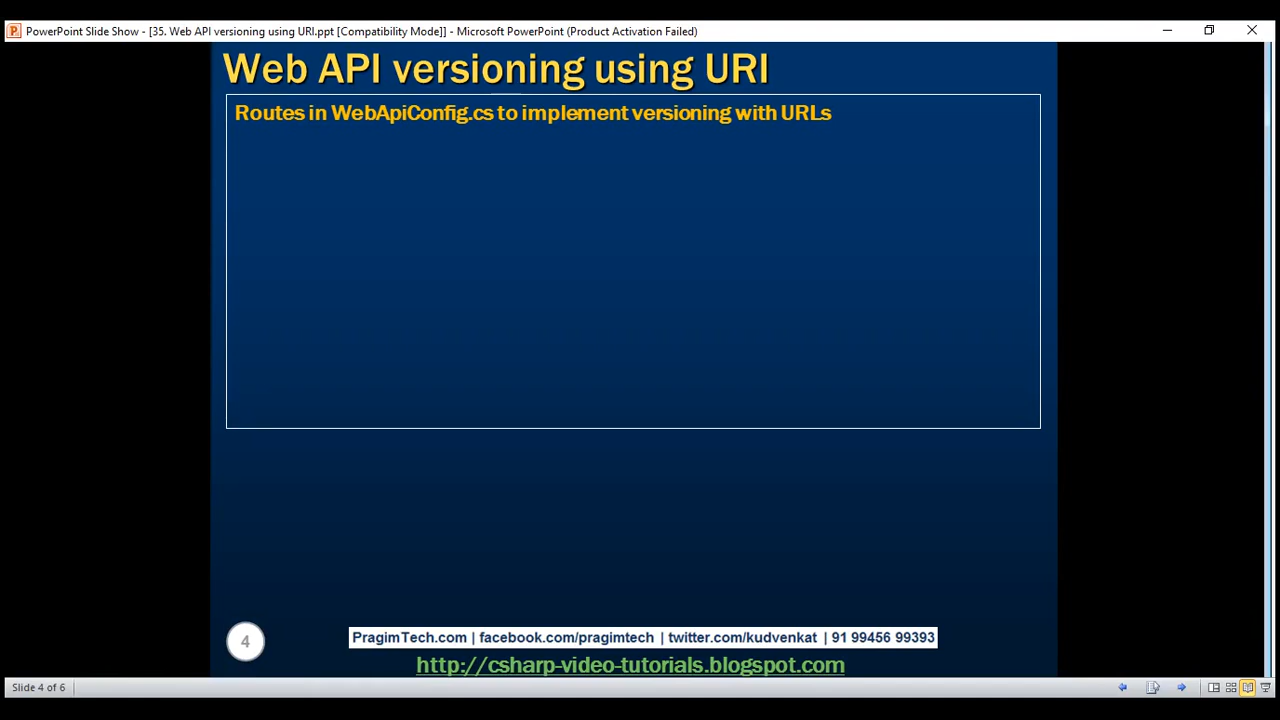 PowerPoint Slide Show - [35. Web API versioning using URI.ppt [Compatibility Mode]] - Microsoft PowerPoint (Product Activation Failed)
Web API versioning using URI
Routes in WebApiConfig.cs to implement versioning with URLs
4
PragimTech.com | facebook.com/pragimtech | twitter.com/kudvenkat | 91 99456 99393
http://csharp-video-tutorials.blogspot.com
Slide 4 of 6